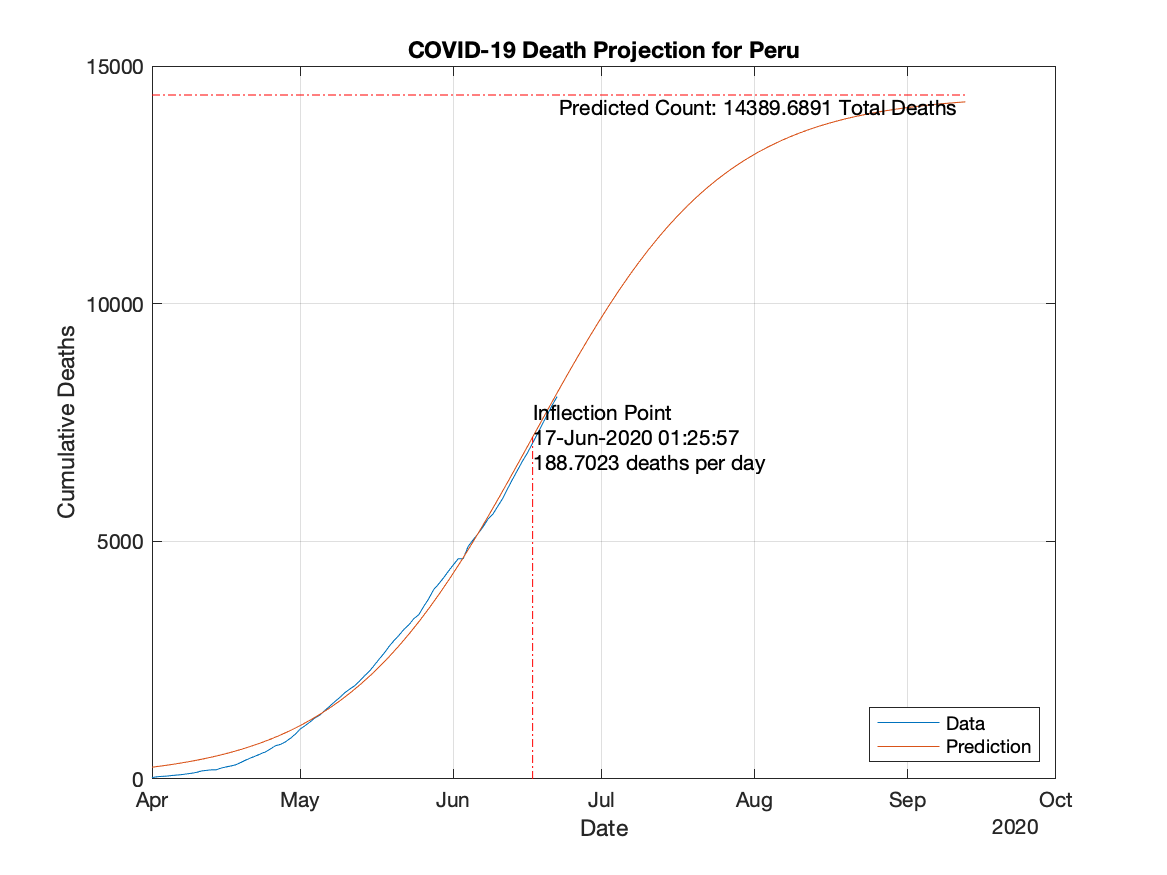 COVID-19 Death Projection for Peru
15000
Predicted Count: 14389.6891 Total Deaths
10000
Cumulative Deaths
Inflection Point
17-Jun-2020 01:25:57
188.7023 deaths per day
5000
Data
Prediction
0
Apr May Jun Jul Aug Sep Oct
Date
2020